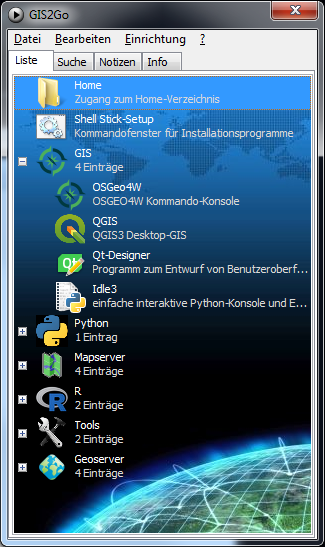 GIS2Go
Datei Bearbeiten Einrichtung ?
Liste Suche Notizen Info
Home
Zugang zum Home-Verzeichnis
Shell Stick-Setup
Kommandofenster für Installationsprogramme
GIS
4 Einträge
OSGeo4W
OSGEO4W Kommando-Konsole
QGIS
QGIS3 Desktop-GIS
Qt-Designer
Programm zum Entwurf von Benutzeroberf...
Idle3
einfache interaktive Python-Konsole und E...
Python
1 Eintrag
Mapserver
4 Einträge
R
2 Einträge
Tools
2 Einträge
Geoserver
4 Einträge